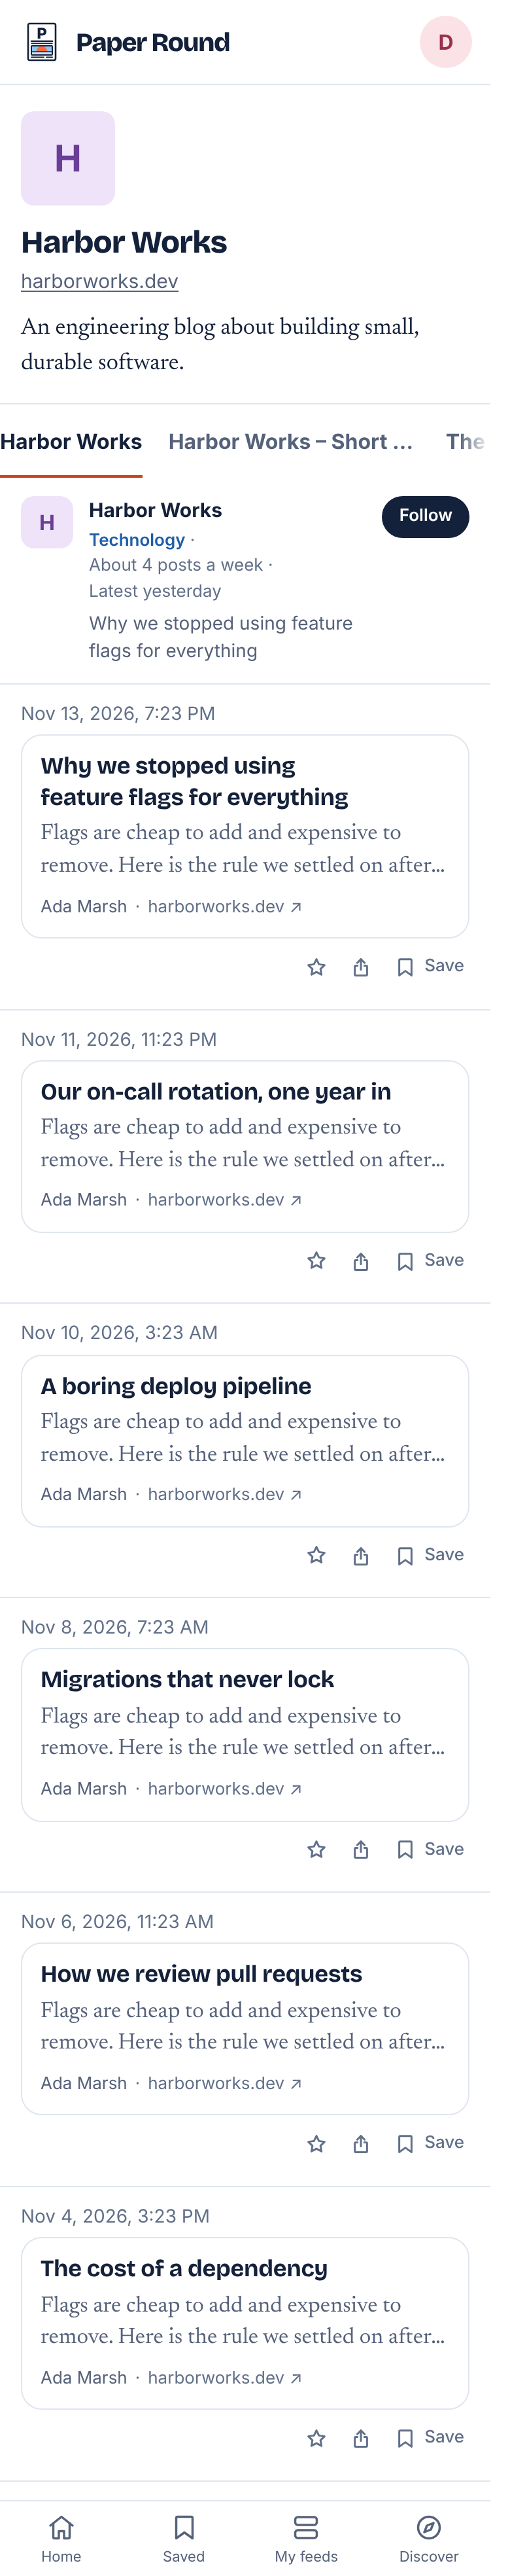 P
Paper Round
D
H
Harbor Works
harborworks.dev
An engineering blog about building small,
durable software.
Harbor Works
Harbor Works – Short ...
The
H
Harbor Works
Follow
Technology ·
About 4 posts a week ·
Latest yesterday
Why we stopped using feature
flags for everything
Nov 13, 2026, 7:23 PM
Why we stopped using
feature flags for everything
Flags are cheap to add and expensive to
remove. Here is the rule we settled on after...
Ada Marsh · harborworks.dev ↗
Save
Nov 11, 2026, 11:23 PM
Our on-call rotation, one year in
Flags are cheap to add and expensive to
remove. Here is the rule we settled on after...
Ada Marsh · harborworks.dev ↗
Save
Nov 10, 2026, 3:23 AM
A boring deploy pipeline
Flags are cheap to add and expensive to
remove. Here is the rule we settled on after...
Ada Marsh · harborworks.dev ↗
Save
Nov 8, 2026, 7:23 AM
Migrations that never lock
Flags are cheap to add and expensive to
remove. Here is the rule we settled on after...
Ada Marsh · harborworks.dev ↗
Save
Nov 6, 2026, 11:23 AM
How we review pull requests
Flags are cheap to add and expensive to
remove. Here is the rule we settled on after...
Ada Marsh · harborworks.dev ↗
Save
Nov 4, 2026, 3:23 PM
The cost of a dependency
Flags are cheap to add and expensive to
remove. Here is the rule we settled on after...
Ada Marsh · harborworks.dev ↗
Save
Home
Saved
My feeds
Discover